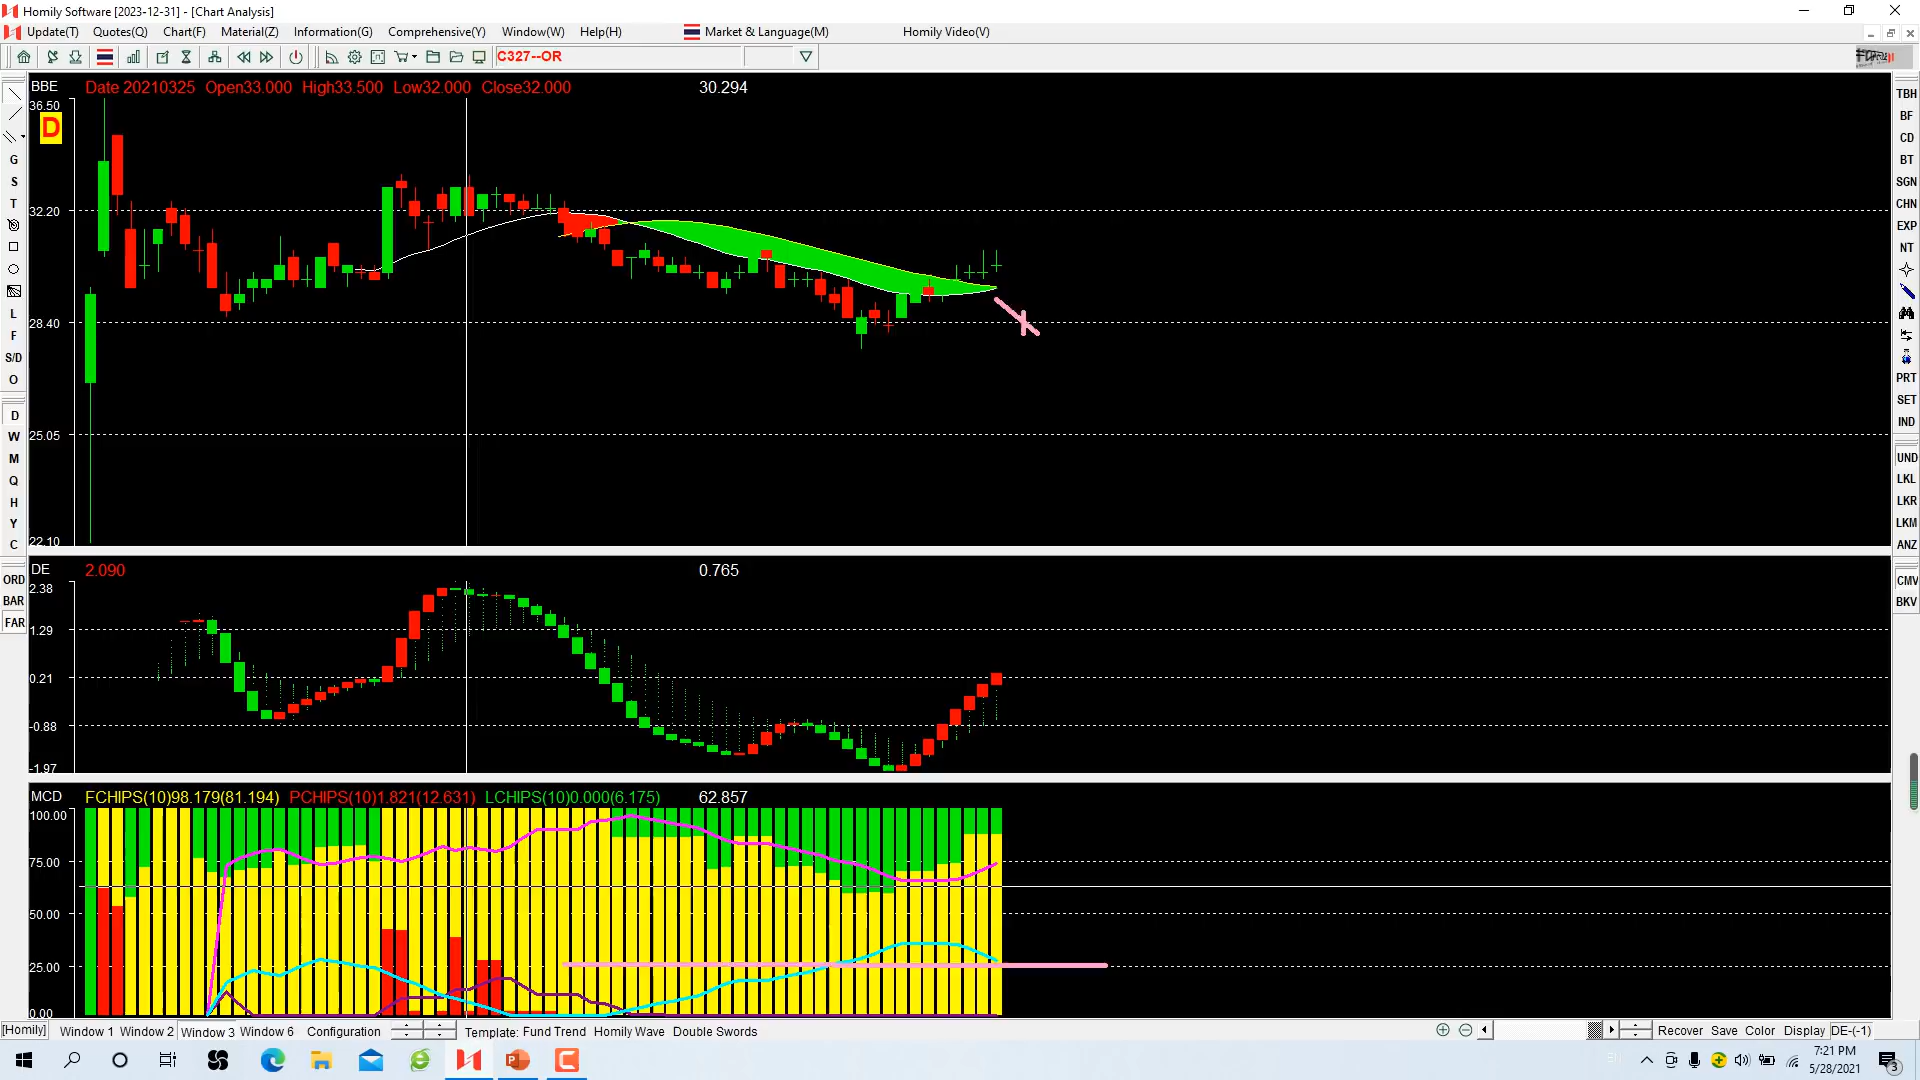 Homily Software [2023-12-31] - [Chart Analysis]
Update(T) Quotes(Q) Chart(F) Material(Z) Information(G) Comprehensive(Y) Window(W) Help(H) Market & Language(M) Homily Video(V)
C327--OR
BBE Date 20210325 Open33.000 High33.500 Low32.000 Close32.000 30.294
36.50
D
32.20
28.40
25.05
22.10
G
S
T
L
F
S/D
O
D
W
M
Q
H
Y
C
ORD
BAR
FAR
TBH
BF
CD
BT
SGN
CHN
EXP
NT
PRT
SET
IND
UND
LKL
LKR
LKM
ANZ
CMV
BKV
DE 2.090 0.765
2.38
1.29
0.21
-0.88
-1.97
MCD FCHIPS(10)98.179(81.194) PCHIPS(10)1.821(12.631) LCHIPS(10)0.000(6.175) 62.857
100.00
75.00
50.00
25.00
0.00
[Homily] Window 1 Window 2 Window 3 Window 6 Configuration Template: Fund Trend Homily Wave Double Swords Recover Save Color Display DE-(-1)
7:21 PM
5/28/2021
3